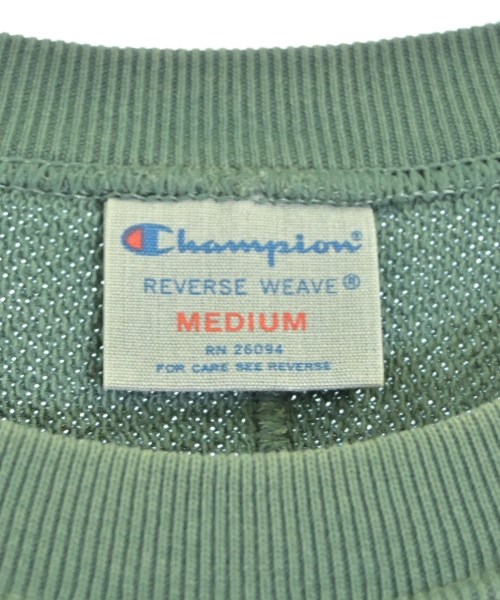 Champion®
REVERSE WEAVE®
MEDIUM
RN 26094
FOR CARE SEE REVERSE